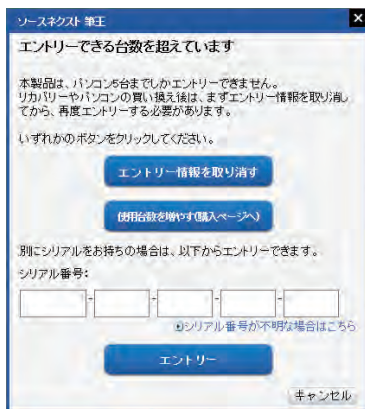 ソースネクスト 筆王
エントリーできる台数を超えています
本製品は、パソコン5台までしかエントリーできません。
リカバリーやパソコンの買い換え後は、まずエントリー情報を取り消し
てから、再度エントリーする必要があります。
いずれかのボタンをクリックしてください。
エントリー情報を取り消す
使用台数を増やす(購入ページへ)
別にシリアルをお持ちの場合は、以下からエントリーできます。
シリアル番号:
- - - -
シリアル番号が不明な場合はこちら
エントリー
キャンセル